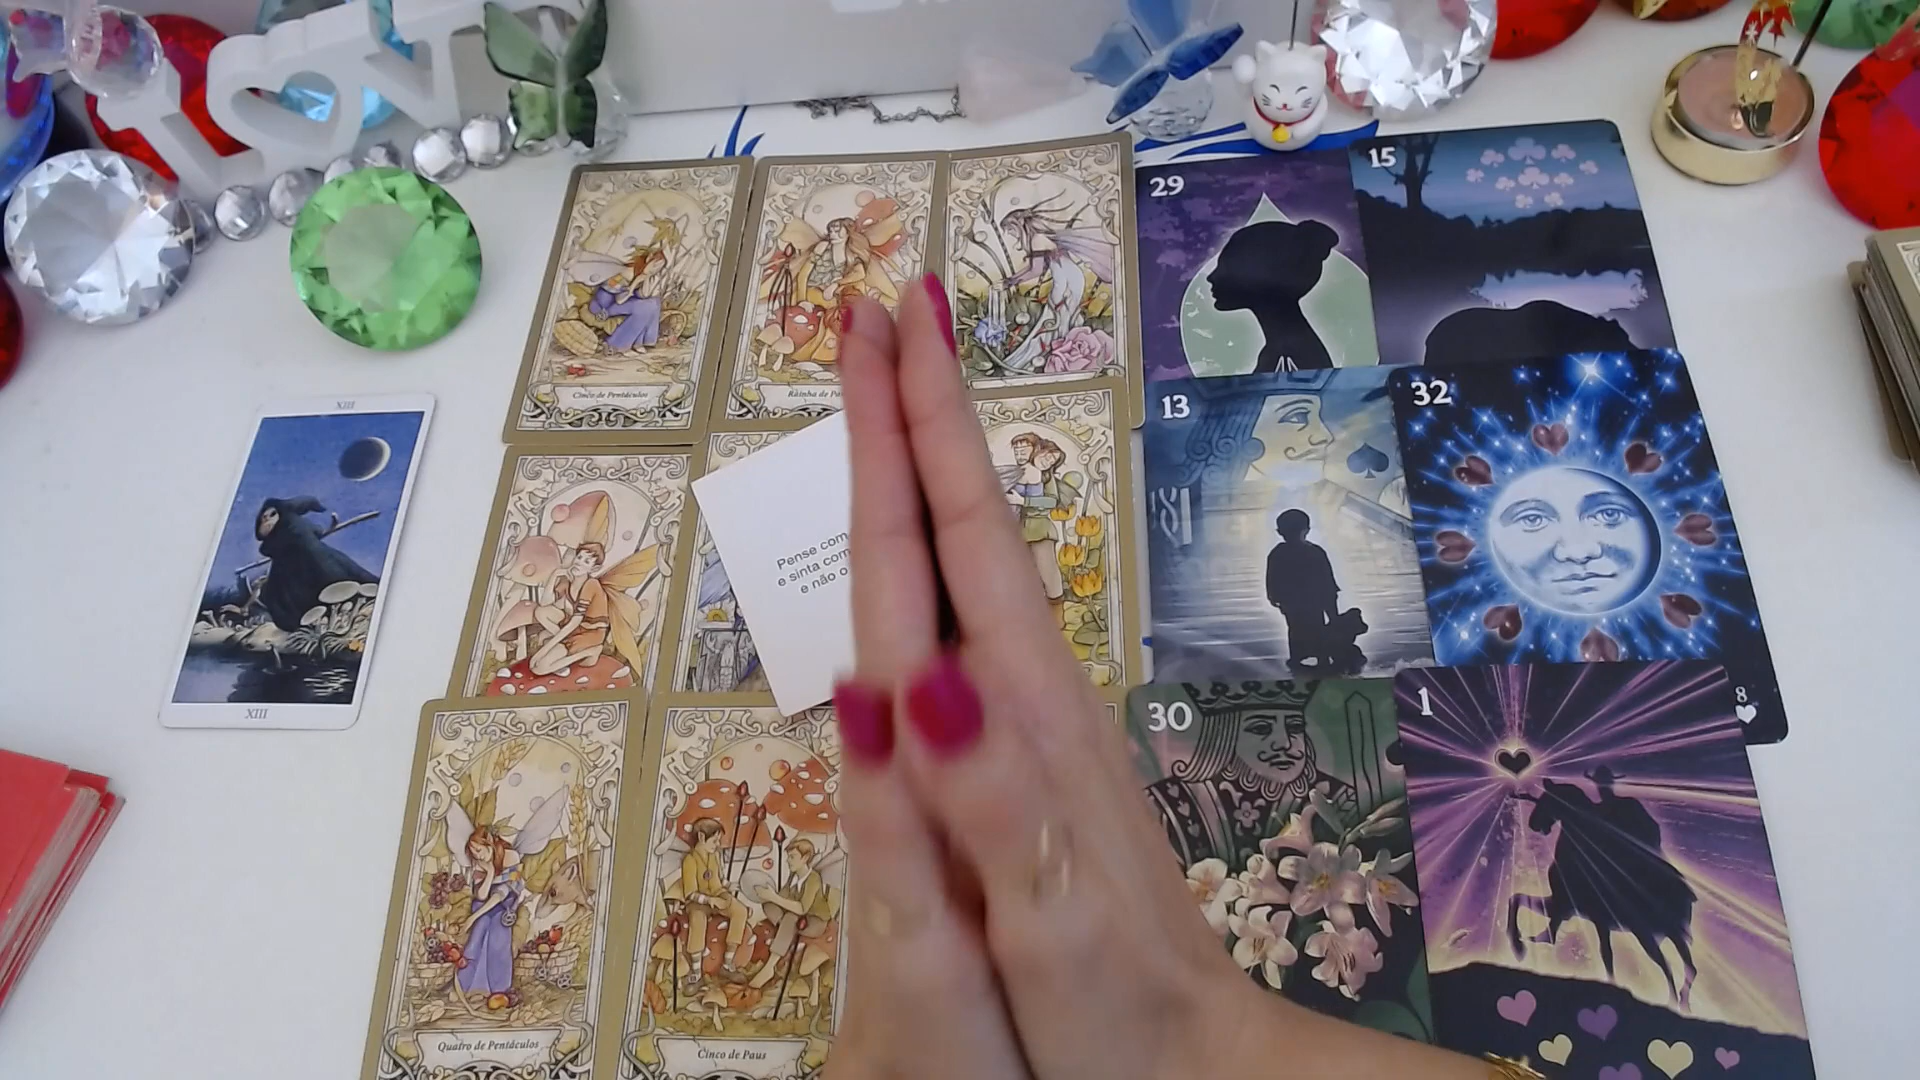 LOV
29
15
Cinco de Pentáculos
Rainha de
XIII
13
32
Pense com
e sinta com
e não o
XIII
8
30
1
Quatro de Pentáculos
Cinco de Paus